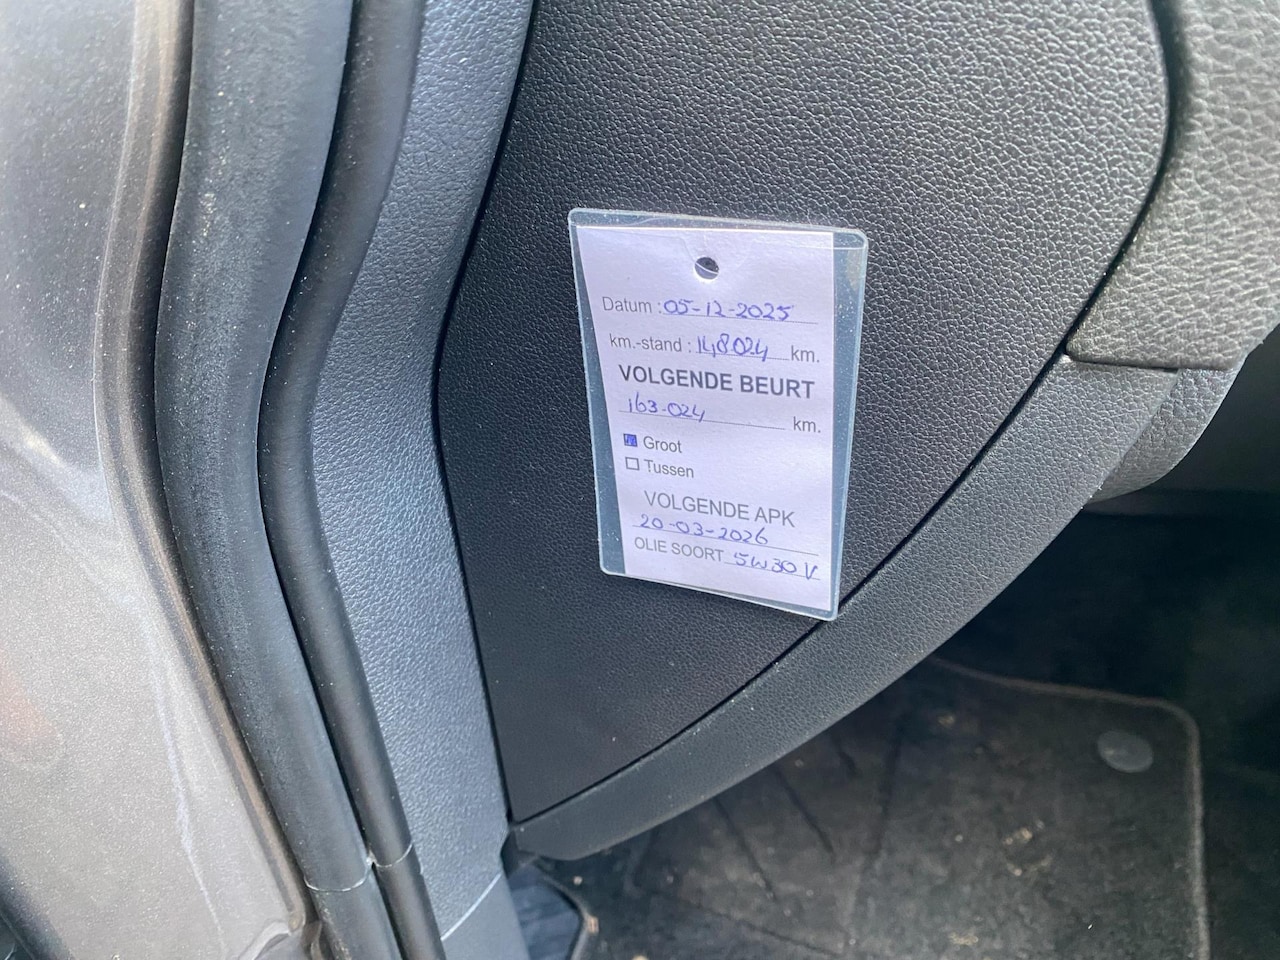 Datum : 05-12-2025
km.-stand : 148024 km.
VOLGENDE BEURT
163-024 km.
Groot
Tussen
VOLGENDE APK
20-03-2026
OLIE SOORT 5W30 V